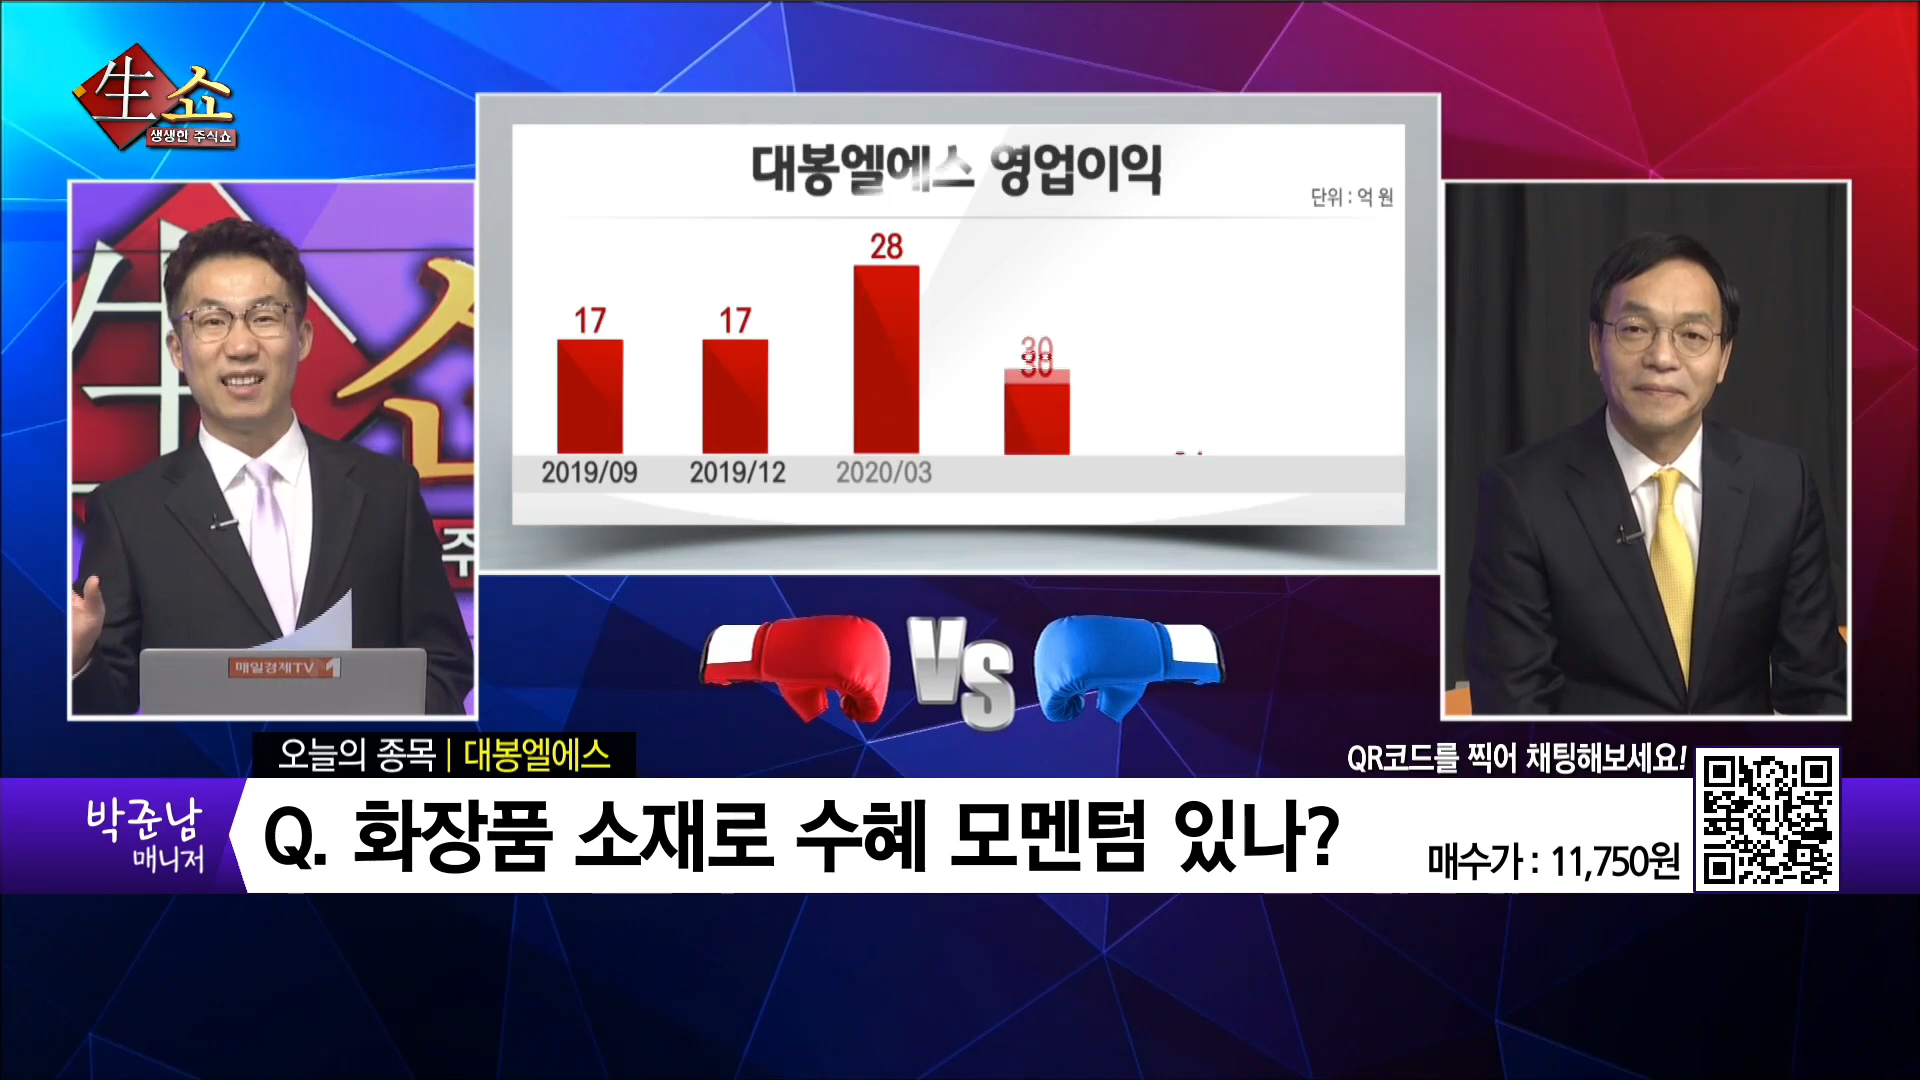 生쇼
생생한 주식쇼
대봉엘에스 영업이익
단위 : 억 원
17
17
28
30
2019/09
2019/12
2020/03
매일경제TV 1
VS
오늘의 종목 | 대봉엘에스
QR코드를 찍어 채팅해보세요!
박준남
매니저
Q. 화장품 소재로 수혜 모멘텀 있나?
매수가 : 11,750원